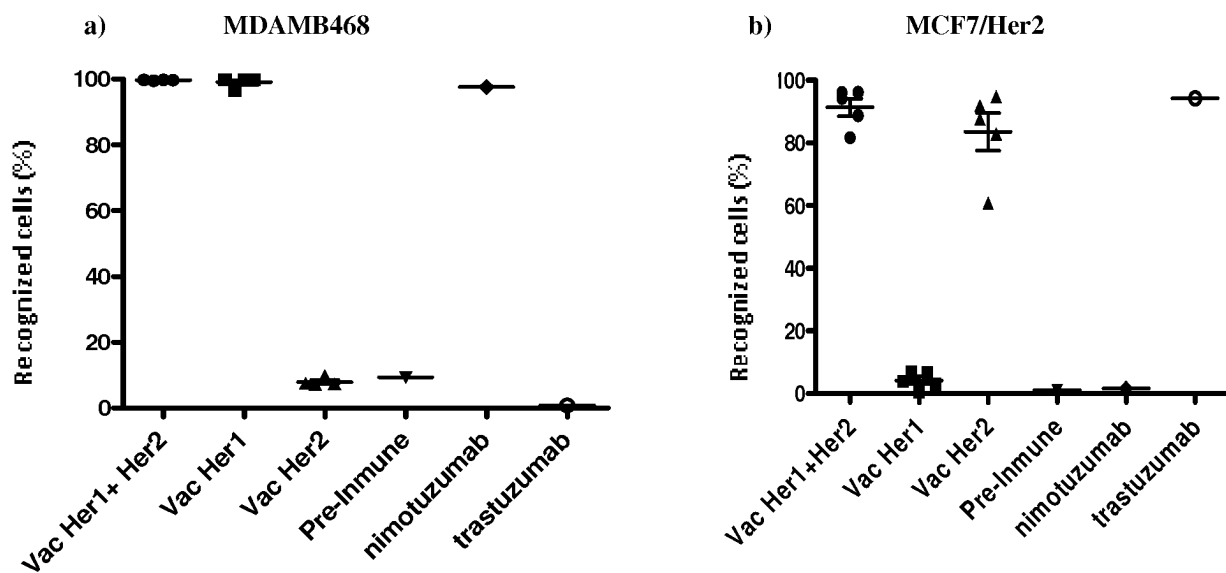 a) MDAMB468
Recognized cells (%)
100
80
60
40
20
0
Vac Her1+ Her2
Vac Her1
Vac Her2
Pre-Inmune
nimotuzumab
trastuzumab
b) MCF7/Her2
Recognized cells (%)
100
80
60
40
20
0
Vac Her1+Her2
Vac Her1
Vac Her2
Pre-Inmune
nimotuzumab
trastuzumab